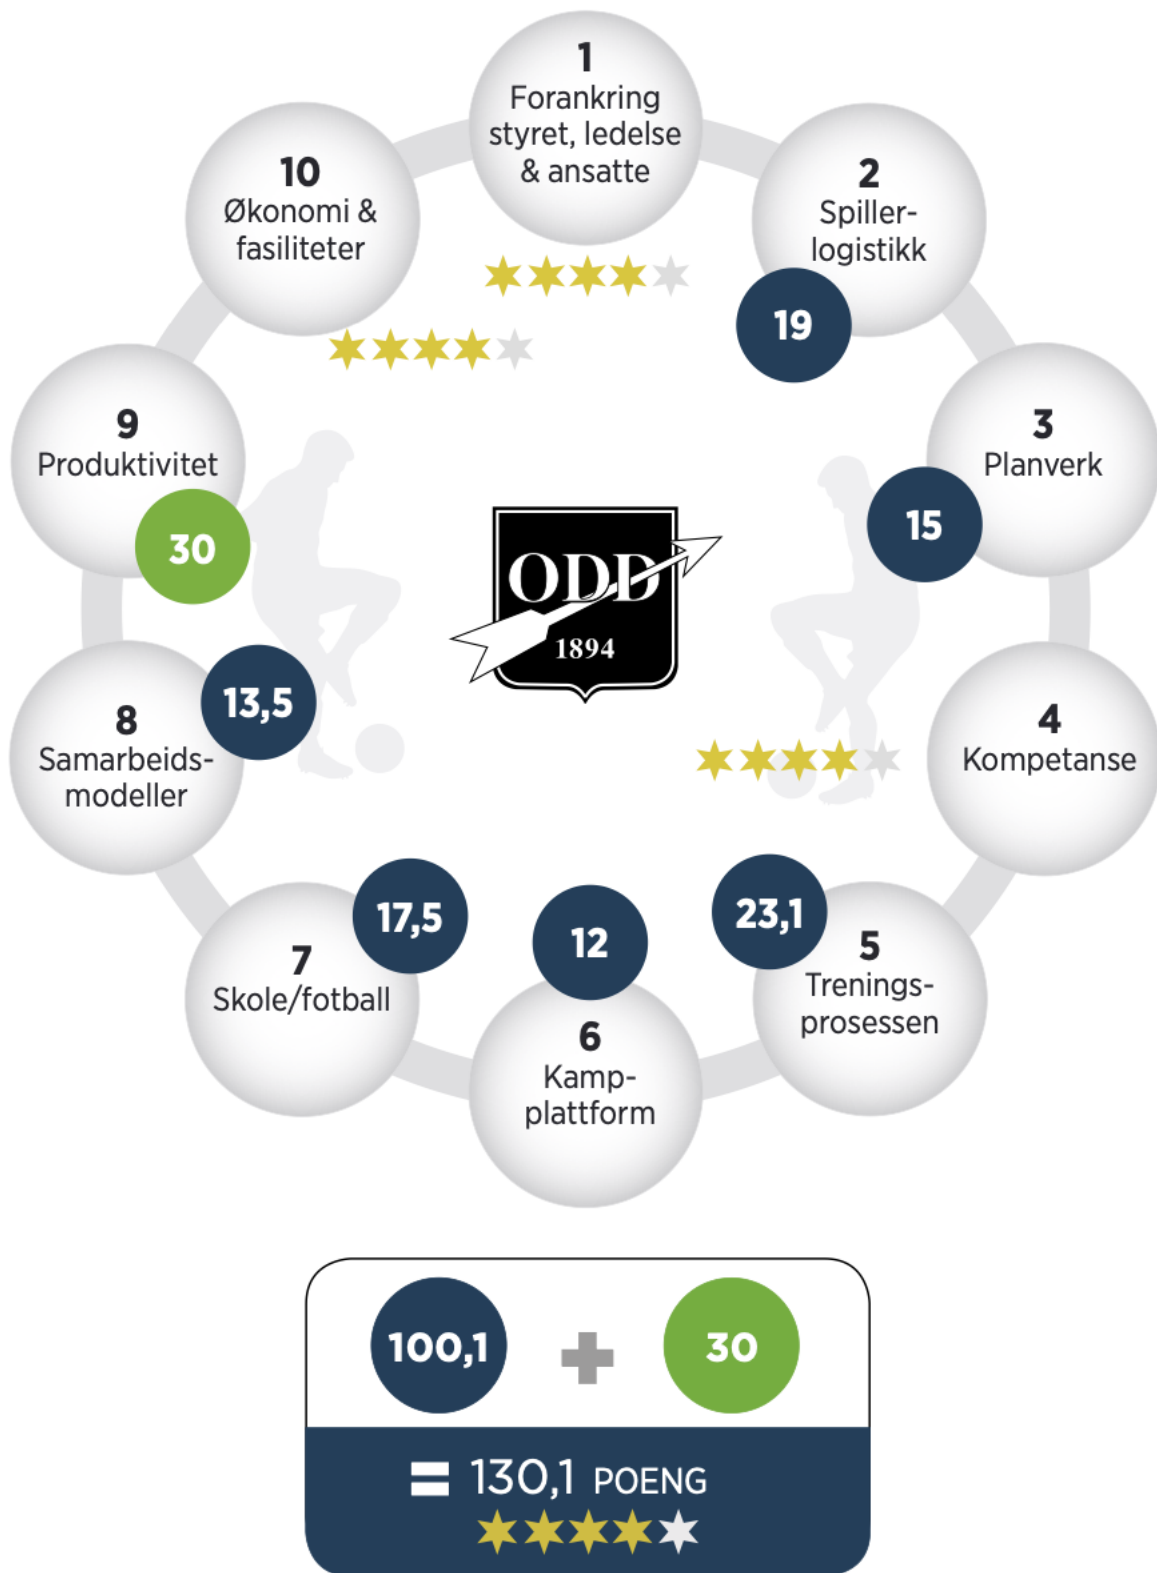 1
Forankring
styret, ledelse
& ansatte
2
Spiller-
logistikk
19
3
Planverk
15
4
Kompetanse
5
Trenings-
prosessen
23,1
6
Kamp-
plattform
12
7
Skole/fotball
17,5
8
Samarbeids-
modeller
13,5
9
Produktivitet
30
10
Økonomi &
fasiliteter
ODD
1894
100,1 + 30
= 130,1 POENG